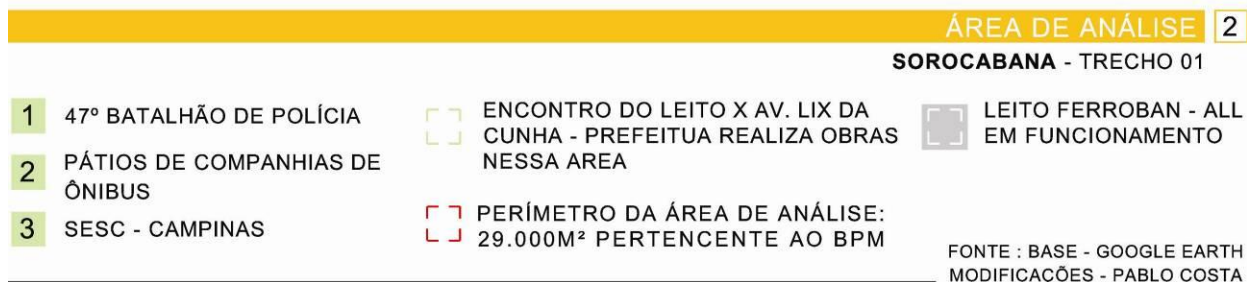 ÁREA DE ANÁLISE 2
SOROCABANA - TRECHO 01
1 47º BATALHÃO DE POLÍCIA
2 PÁTIOS DE COMPANHIAS DE
ÔNIBUS
3 SESC - CAMPINAS
ENCONTRO DO LEITO X AV. LIX DA
CUNHA - PREFEITUA REALIZA OBRAS
NESSA AREA
PERÍMETRO DA ÁREA DE ANÁLISE:
29.000M² PERTENCENTE AO BPM
LEITO FERROBAN - ALL
EM FUNCIONAMENTO
FONTE : BASE - GOOGLE EARTH
MODIFICAÇÕES - PABLO COSTA